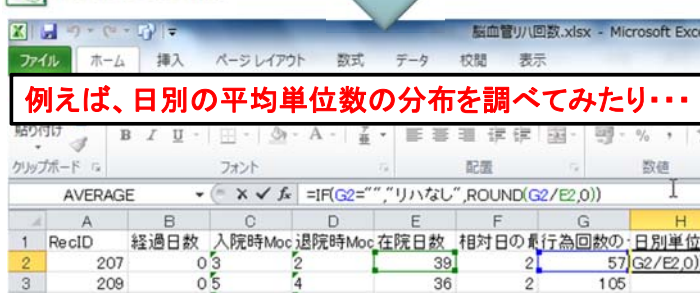 脳血管リハ回数.xlsx - Microsoft Exce
ファイル ホーム 挿入 ページ レイアウト 数式 データ 校閲 表示
例えば、日別の平均単位数の分布を調べてみたり・・・
貼り付け B I U A
クリップボード フォント 配置 数値 %
AVERAGE fx =IF(G2="","リハなし",ROUND(G2/E2,0))
A B C D E F G H
1 RecID 経過日数 入院時Moc 退院時Moc 在院日数 相対日の最 行為回数の 日別単位
2 207 0 3 2 39 2 57 G2/E2,0)
3 209 0 5 4 36 2 105